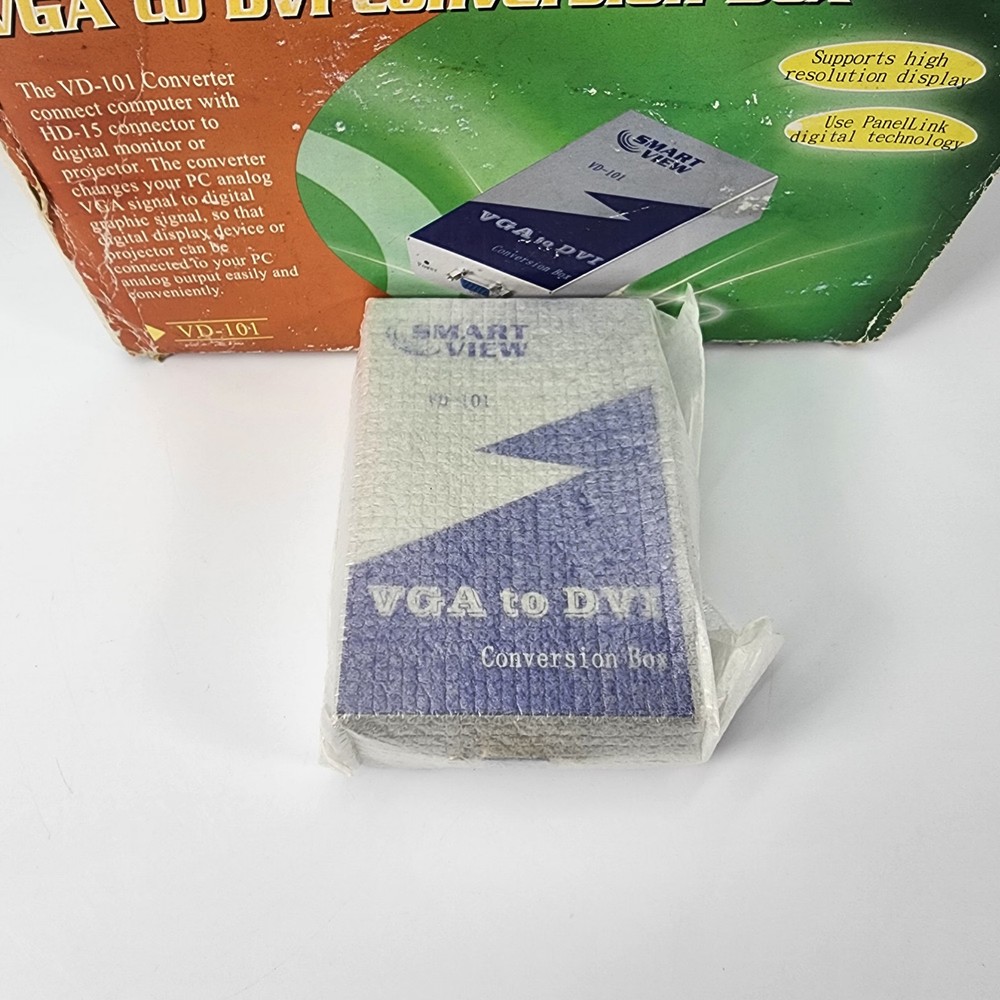 VGA to DVI Conversion Box
The VD-101 Converter
connect computer with
HD-15 connector to
digital monitor or
projector. The converter
changes your PC analog
VGA signal to digital
graphic signal, so that
digital display device or
projector can be
connected to your PC
analog output easily and
conveniently.
VD-101
Supports high
resolution display
Use PanelLink
digital technology
SMART
VIEW
VD-101
VGA to DVI
Conversion Box
SMART
VIEW
VD-101
VGA to DVI
Conversion Box